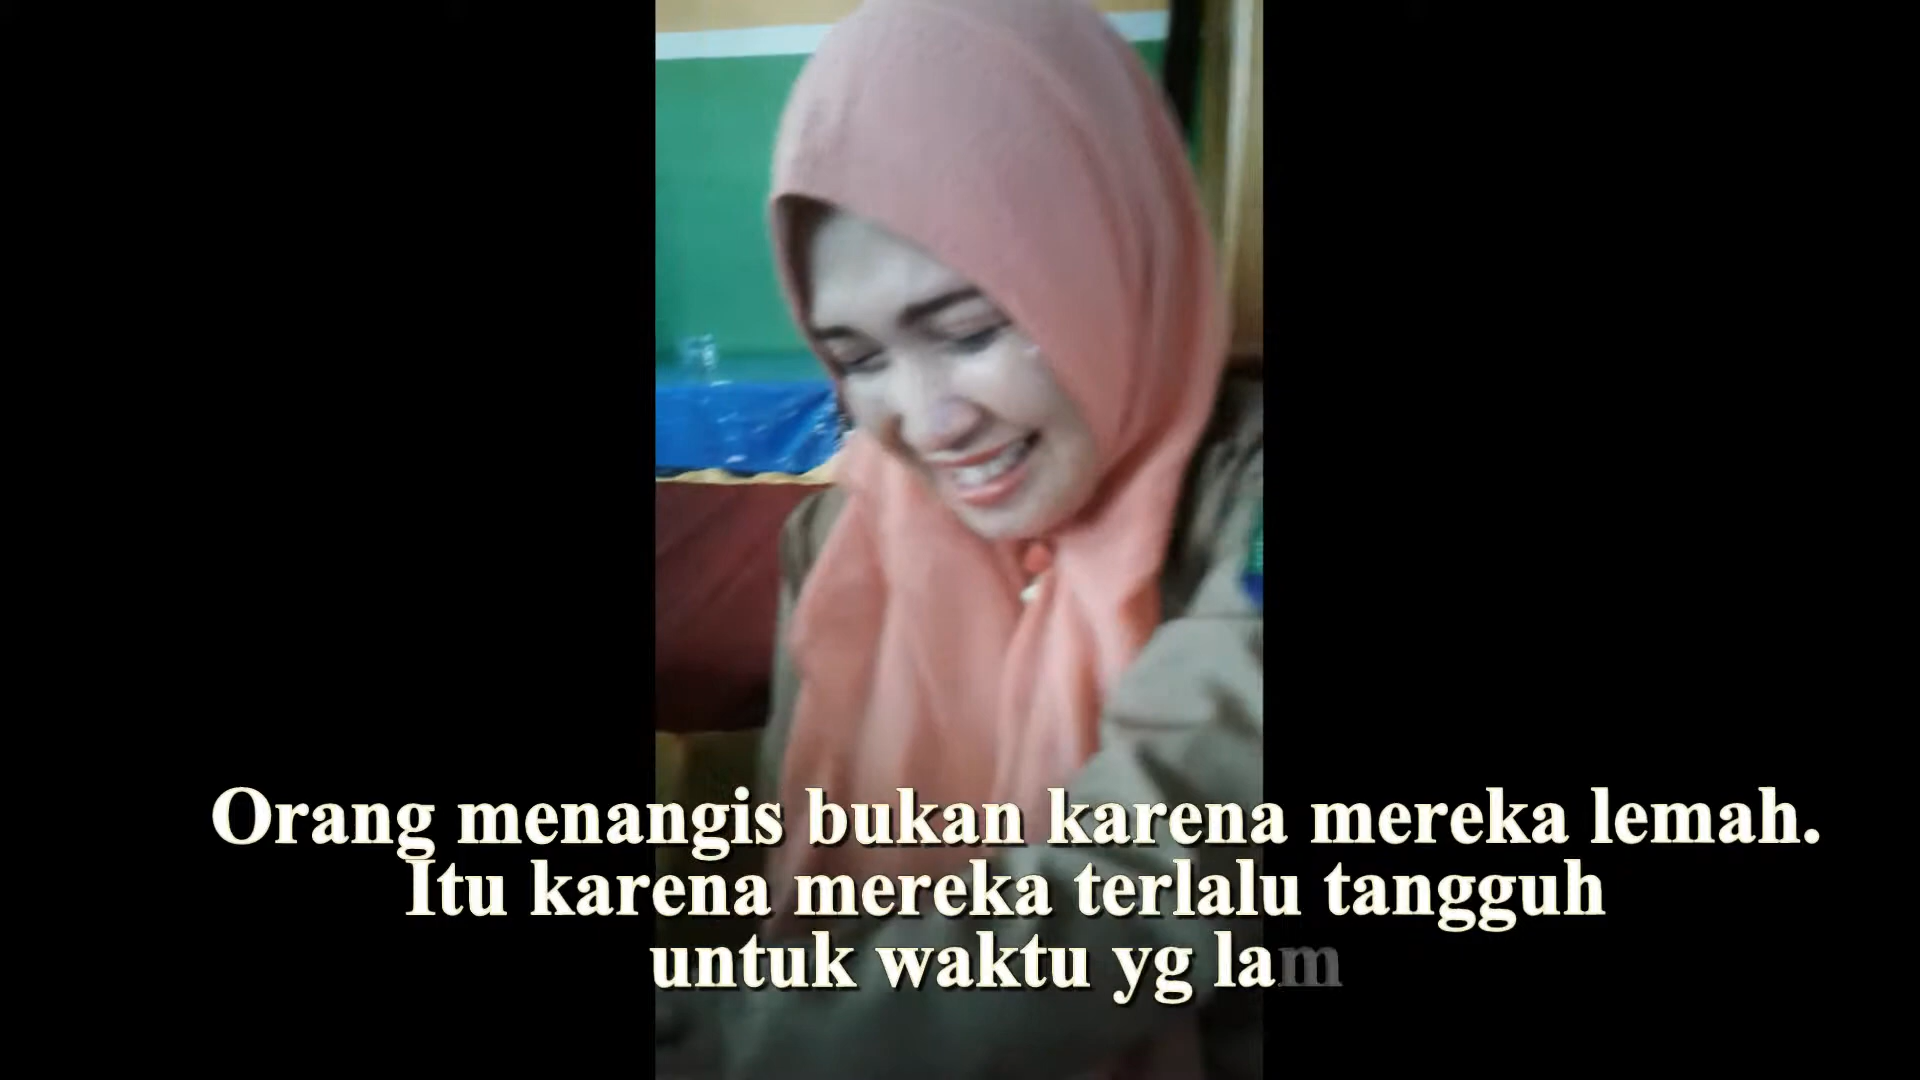 Orang menangis bukan karena mereka lemah.
Itu karena mereka terlalu tangguh
untuk waktu yg lam